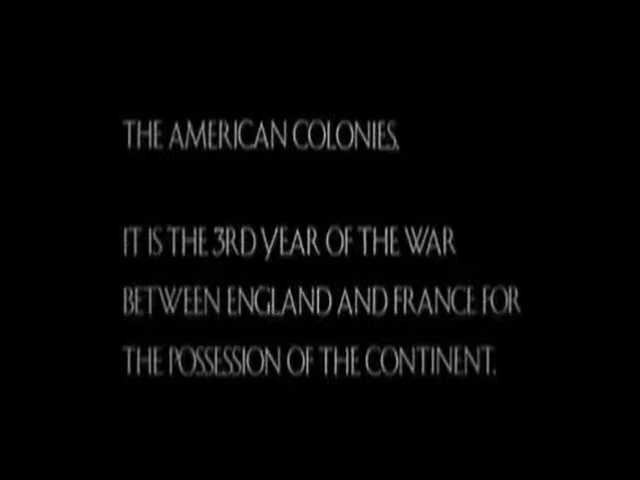 THE AMERICAN COLONIES.
IT IS THE 3RD YEAR OF THE WAR
BETWEEN ENGLAND AND FRANCE FOR
THE POSSESSION OF THE CONTINENT.